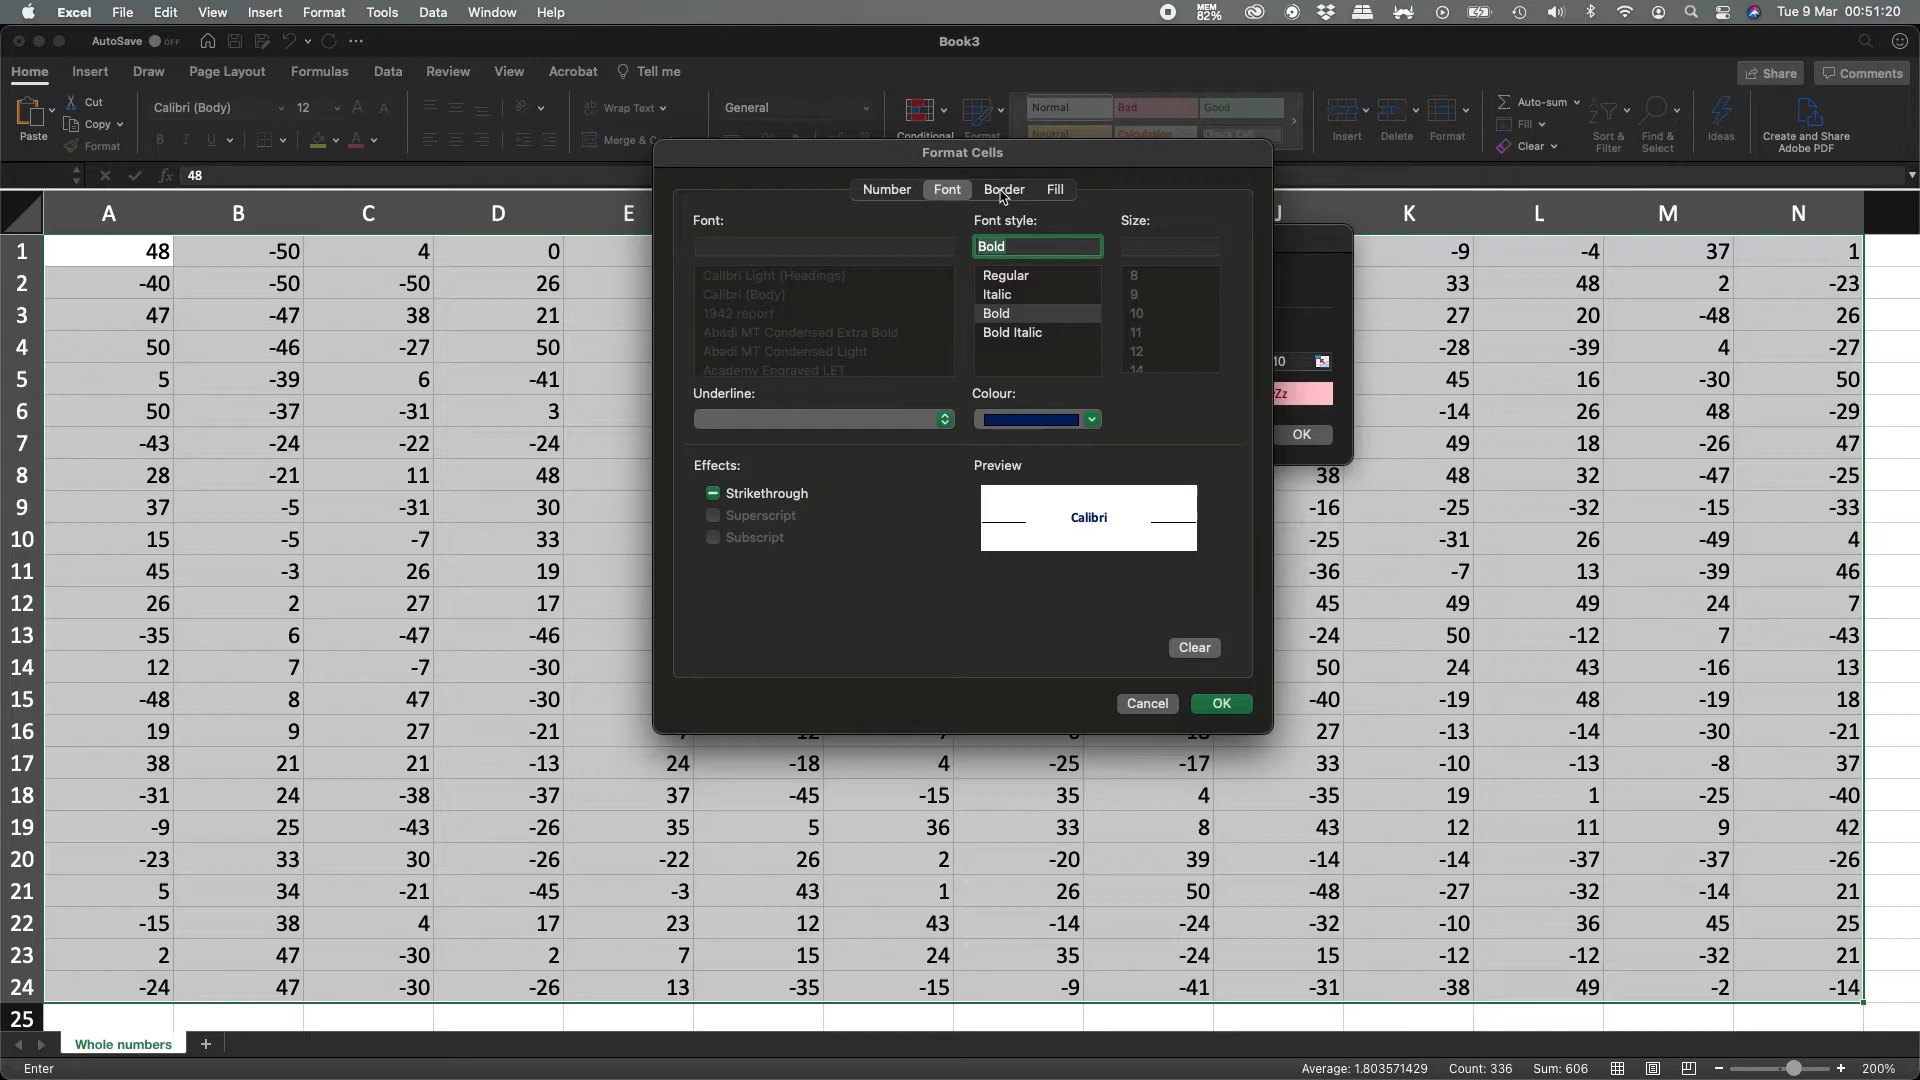 Excel File Edit View Insert Format Tools Data Window Help MEM 82% Tue 9 Mar 00:51:20
AutoSave OFF Book3
Home Insert Draw Page Layout Formulas Data Review View Acrobat Tell me Share Comments
Paste Cut Copy Format
Calibri (Body) 12 A A B I U A
Wrap Text Merge &
General
Conditional Format
Normal Bad Good
Neutral Calculation Check Cell
Insert Delete Format
Auto-sum Fill Clear
Sort & Filter Find & Select Ideas Create and Share Adobe PDF
fx 48
Format Cells
Number Font Border Fill
Font: Font style: Size:
Bold
Calibri Light (Headings) Regular 8
Calibri (Body) Italic 9
1942 report Bold 10
Abadi MT Condensed Extra Bold Bold Italic 11
Abadi MT Condensed Light 12
Academy Engraved LET 14
Underline: Colour:
Effects: Preview
Strikethrough
Superscript
Subscript
Calibri
Clear
Cancel OK
10
Zz
OK
A B C D E J K L M N
1 48 -50 4 0 -9 -4 37 1
2 -40 -50 -50 26 33 48 2 -23
3 47 -47 38 21 27 20 -48 26
4 50 -46 -27 50 -28 -39 4 -27
5 5 -39 6 -41 45 16 -30 50
6 50 -37 -31 3 -14 26 48 -29
7 -43 -24 -22 -24 49 18 -26 47
8 28 -21 11 48 38 48 32 -47 -25
9 37 -5 -31 30 -16 -25 -32 -15 -33
10 15 -5 -7 33 -25 -31 26 -49 4
11 45 -3 26 19 -36 -7 13 -39 46
12 26 2 27 17 45 49 49 24 7
13 -35 6 -47 -46 -24 50 -12 7 -43
14 12 7 -7 -30 50 24 43 -16 13
15 -48 8 47 -30 -40 -19 48 -19 18
16 19 9 27 -21 27 -13 -14 -30 -21
17 38 21 21 -13 24 -18 4 -25 -17 33 -10 -13 -8 37
18 -31 24 -38 -37 37 -45 -15 35 4 -35 19 1 -25 -40
19 -9 25 -43 -26 35 5 36 33 8 43 12 11 9 42
20 -23 33 30 -26 -22 26 2 -20 39 -14 -14 -37 -37 -26
21 5 34 -21 -45 -3 43 1 26 50 -48 -27 -32 -14 21
22 -15 38 4 17 23 12 43 -14 -24 -32 -10 36 45 25
23 2 47 -30 2 7 15 24 35 -24 15 -12 -12 -32 21
24 -24 47 -30 -26 13 -35 -15 -9 -41 -31 -38 49 -2 -14
25
Whole numbers +
Enter Average: 1.803571429 Count: 336 Sum: 606 200%